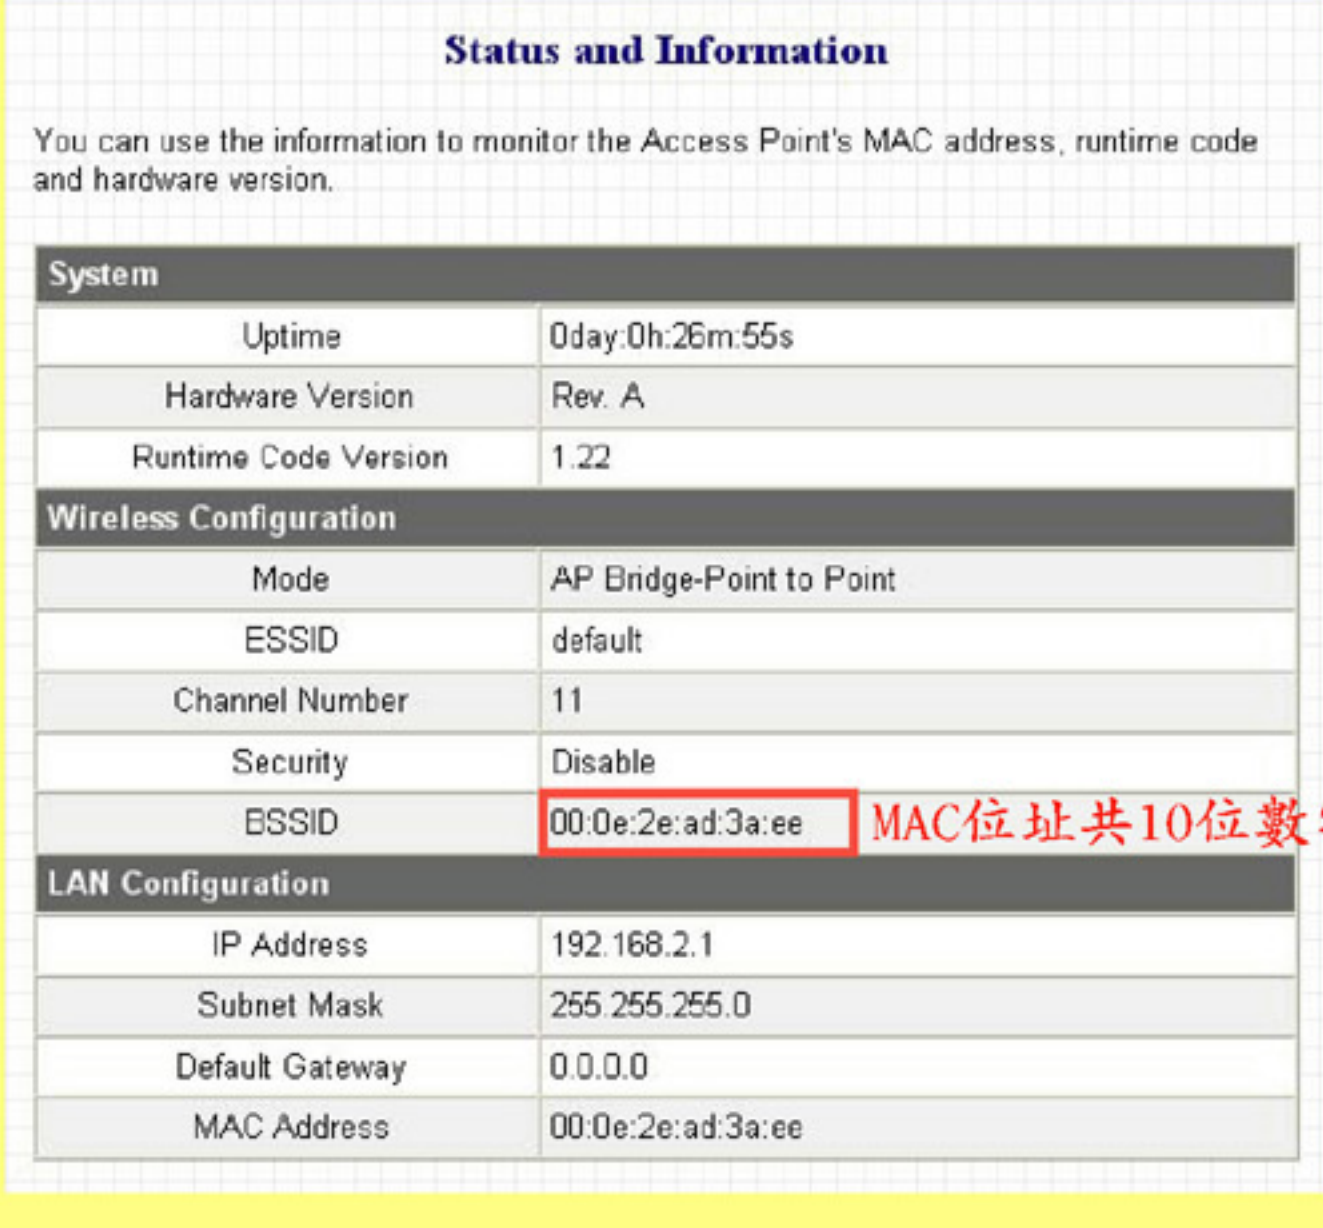 Status and Information
You can use the information to monitor the Access Point's MAC address, runtime code
and hardware version.
System
Uptime 0day:0h:26m:55s
Hardware Version Rev. A
Runtime Code Version 1.22
Wireless Configuration
Mode AP Bridge-Point to Point
ESSID default
Channel Number 11
Security Disable
BSSID 00:0e:2e:ad:3a:ee MAC位址共10位數
LAN Configuration
IP Address 192.168.2.1
Subnet Mask 255.255.255.0
Default Gateway 0.0.0.0
MAC Address 00:0e:2e:ad:3a:ee